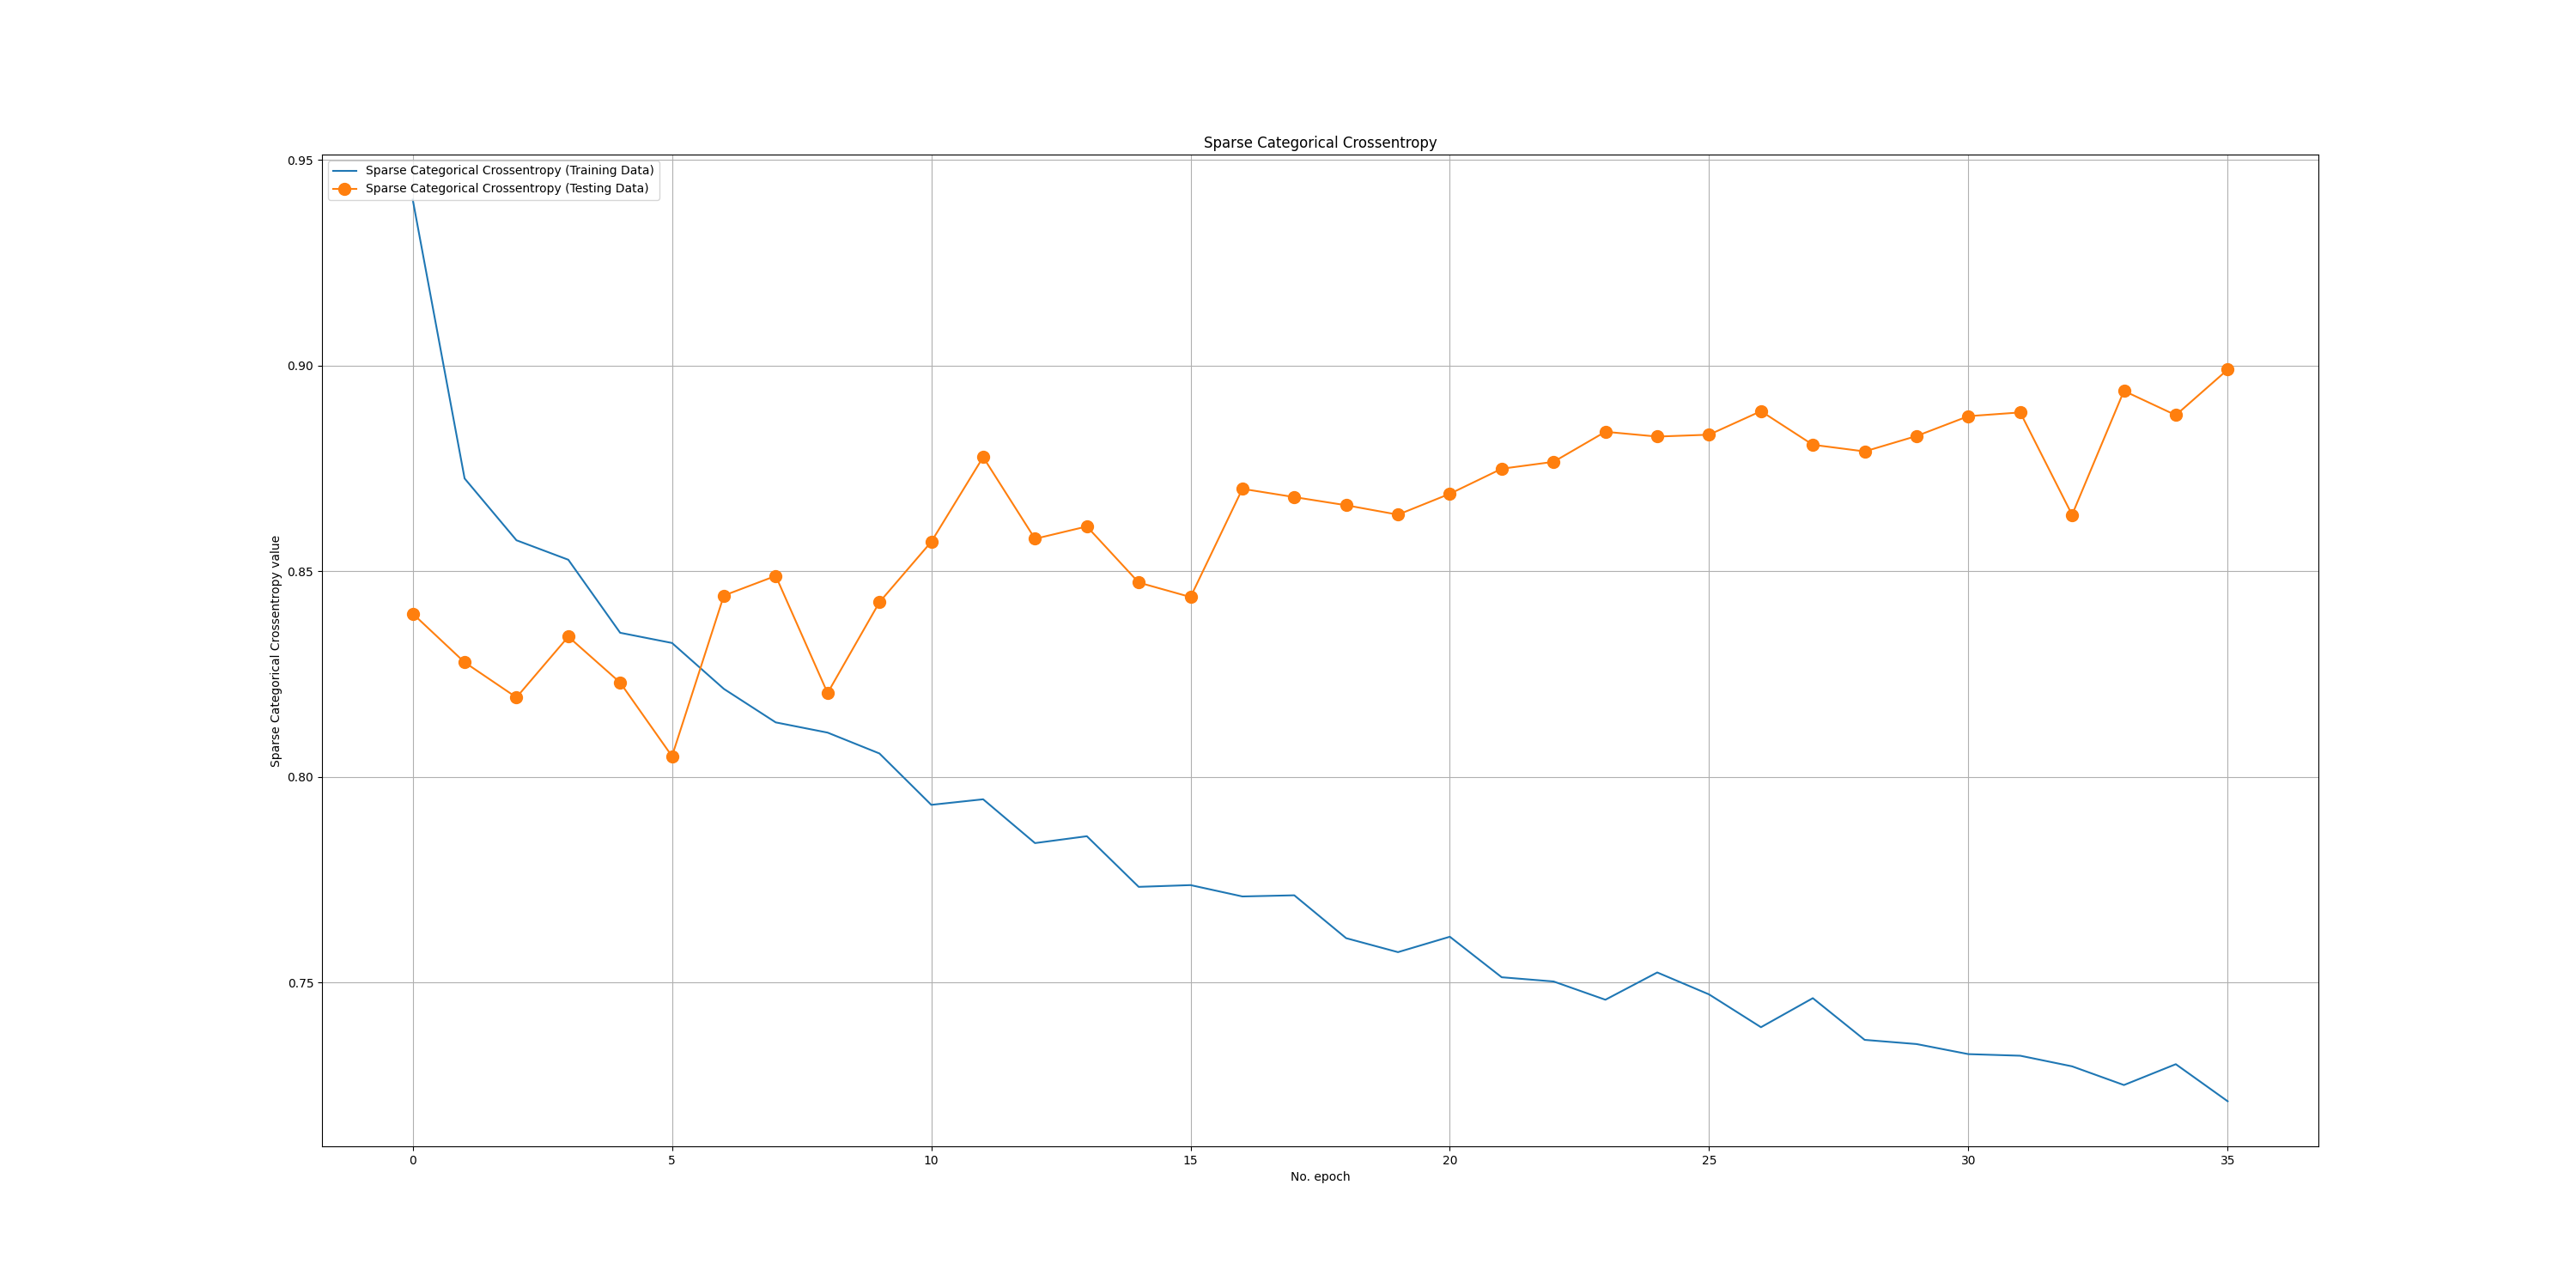 Sparse Categorical Crossentropy
Sparse Categorical Crossentropy (Training Data)
Sparse Categorical Crossentropy (Testing Data)
Sparse Categorical Crossentropy value
0.95
0.90
0.85
0.80
0.75
0 5 10 15 20 25 30 35
No. epoch